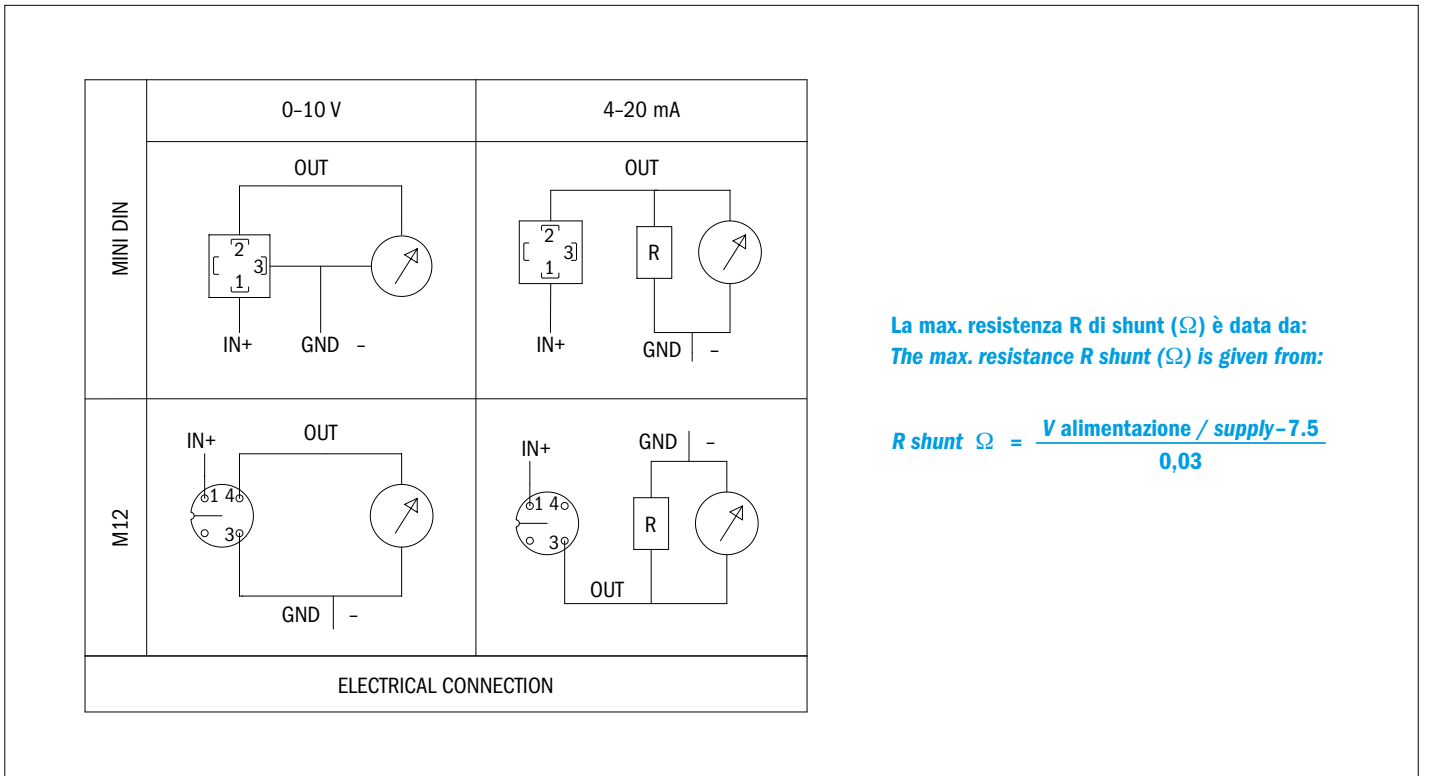 0–10 V
4–20 mA
MINI DIN
OUT
2
3
1
IN+
GND –
OUT
2
3
1
R
IN+
GND –
M12
IN+
OUT
1 4
3
GND –
IN+
GND –
1 4
3
R
OUT
ELECTRICAL CONNECTION
La max. resistenza R di shunt (Ω) è data da:
The max. resistance R shunt (Ω) is given from:
R shunt Ω = V alimentazione / supply–7.5
0,03